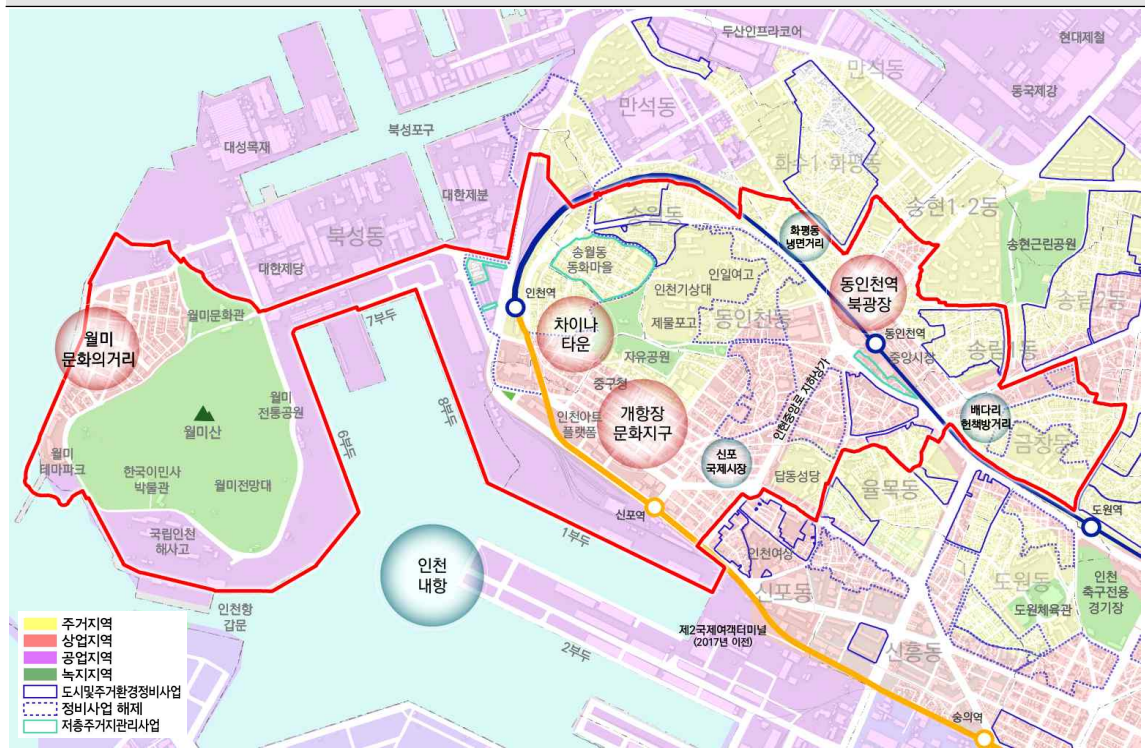 두산인프라코어
현대제철
만석동
동국제강
만석동
북성포구
대성목재
화수1·화평동
대한제분
송현1·2동
북성동
송월동
화평동
냉면거리
송현근린공원
대한제당
송월동
동화마을
인일여고
인천기상대
동인천역
북광장
송림2동
인천역
월미문화관
7부두
차이나
타운
제물포고
동인천동
월미
문화의거리
동인천역
중앙시장
자유공원
중구청
월미
전통공원
8부두
인현중앙로 지하상가
개항장
문화지구
배다리
헌책방거리
월미산
인천아트
플랫폼
금창동
6부두
월미
테마파크
신포
국제시장
답동성당
한국이민사
박물관
월미전망대
율목동
신포역
도원역
국립인천
해사고
1부두
인천여상
인천
내항
신포동
도원동
인천
축구전용
경기장
도원체육관
인천항
갑문
제2국제여객터미널
(2017년 이전)
2부두
신흥동
숭의역
주거지역
상업지역
공업지역
녹지지역
도시및주거환경정비사업
정비사업 해제
저층주거지관리사업